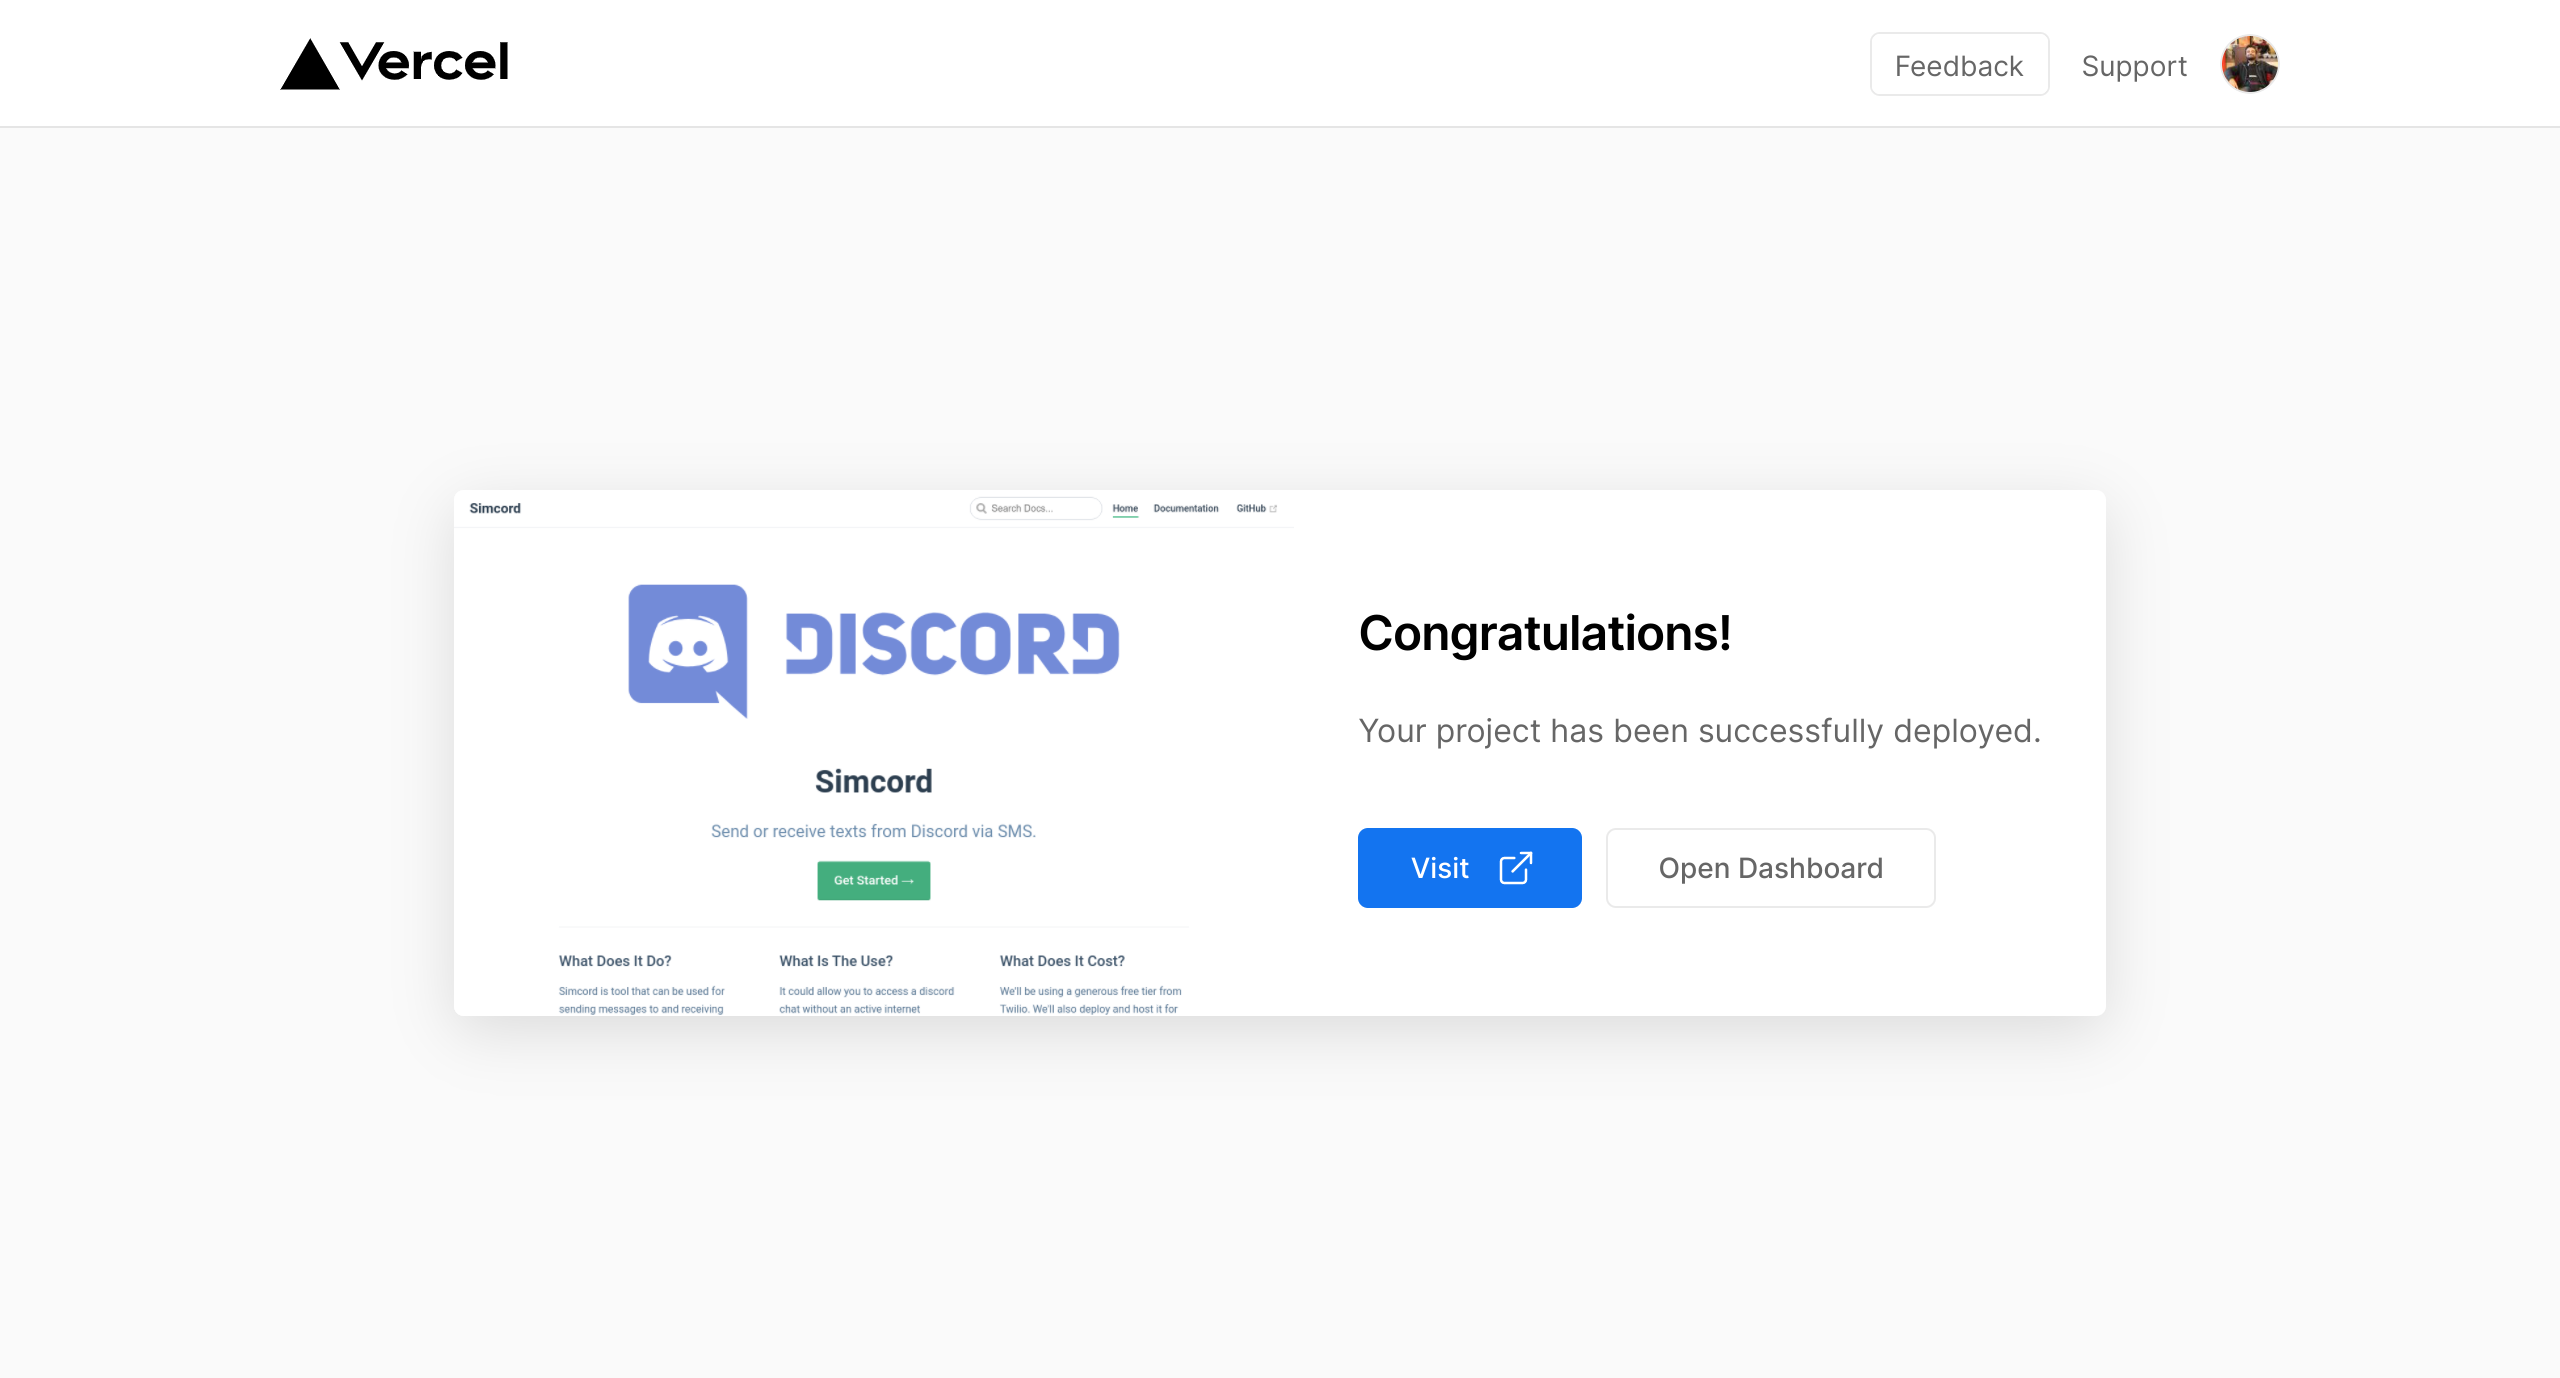 Vercel
Feedback
Support
Simcord
Search Docs...
Home
Documentation
GitHub
DISCORD
Simcord
Send or receive texts from Discord via SMS.
Get Started →
What Does It Do?
Simcord is tool that can be used for
sending messages to and receiving
What Is The Use?
It could allow you to access a discord
chat without an active internet
What Does It Cost?
We'll be using a generous free tier from
Twilio. We'll also deploy and host it for
Congratulations!
Your project has been successfully deployed.
Visit
Open Dashboard